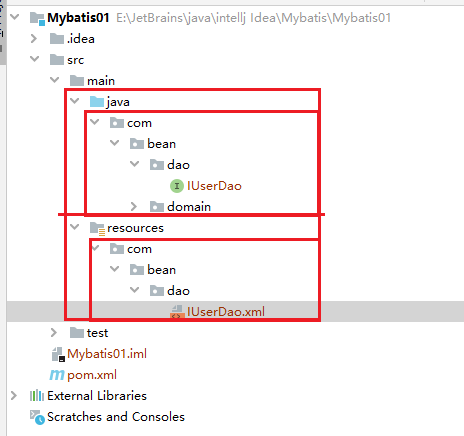 Mybatis01 E:\JetBrains\java\intellj Idea\Mybatis\Mybatis01
.idea
src
main
java
com
bean
dao
IUserDao
domain
resources
com
bean
dao
IUserDao.xml
test
Mybatis01.iml
pom.xml
External Libraries
Scratches and Consoles